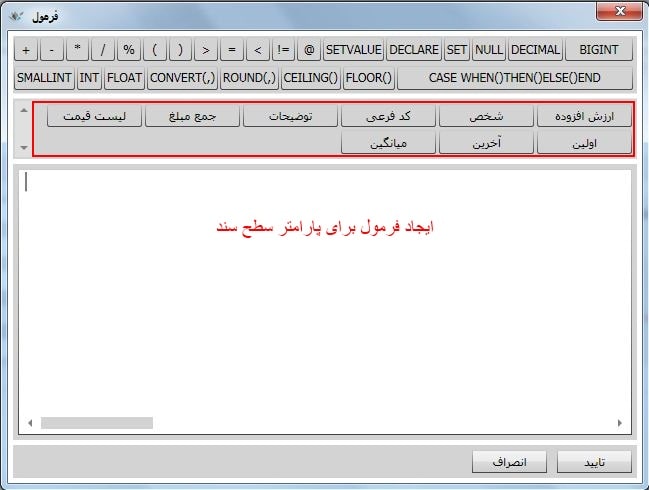 فرمول
+ - * / % ( ) > = < != @ SETVALUE DECLARE SET NULL DECIMAL BIGINT
SMALLINT INT FLOAT CONVERT(,) ROUND(,) CEILING() FLOOR() CASE WHEN()THEN()ELSE()END
ارزش افزوده شخص کد فرعی توضیحات جمع مبلغ لیست قیمت
اولین آخرین میانگین
ایجاد فرمول برای پارامتر سطح سند
تایید انصراف